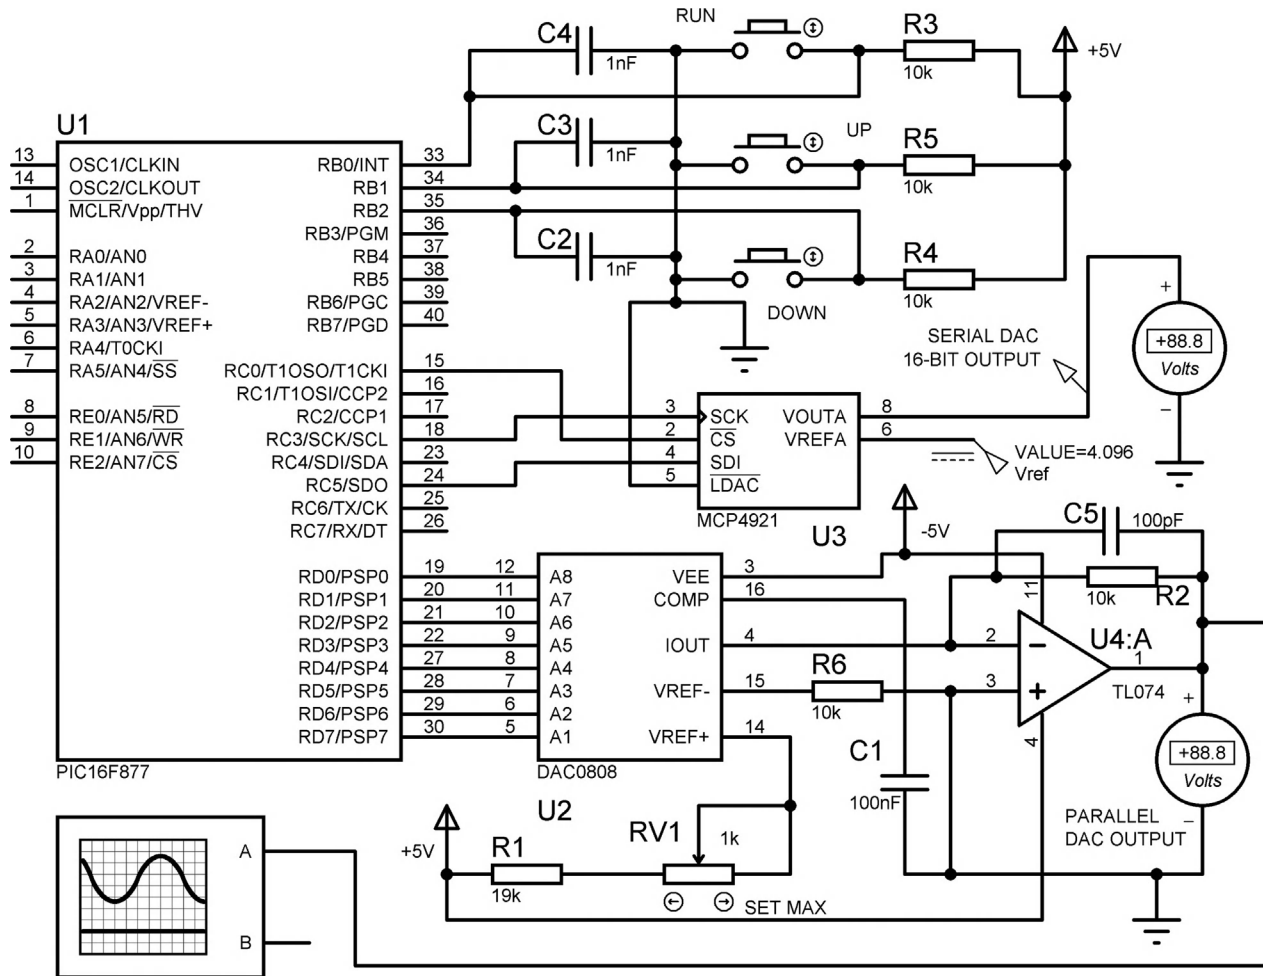 RUN
C4
1nF
R3
10k
+5V
U1
C3
1nF
UP
R5
10k
13 OSC1/CLKIN
14 OSC2/CLKOUT
1 MCLR/Vpp/THV
2 RA0/AN0
3 RA1/AN1
4 RA2/AN2/VREF-
5 RA3/AN3/VREF+
6 RA4/T0CKI
7 RA5/AN4/SS
8 RE0/AN5/RD
9 RE1/AN6/WR
10 RE2/AN7/CS
RB0/INT 33
RB1 34
RB2 35
RB3/PGM 36
RB4 37
RB5 38
RB6/PGC 39
RB7/PGD 40
RC0/T1OSO/T1CKI 15
RC1/T1OSI/CCP2 16
RC2/CCP1 17
RC3/SCK/SCL 18
RC4/SDI/SDA 23
RC5/SDO 24
RC6/TX/CK 25
RC7/RX/DT 26
RD0/PSP0 19
RD1/PSP1 20
RD2/PSP2 21
RD3/PSP3 22
RD4/PSP4 27
RD5/PSP5 28
RD6/PSP6 29
RD7/PSP7 30
PIC16F877
C2
1nF
R4
10k
DOWN
SERIAL DAC
16-BIT OUTPUT
+
+88.8
Volts
−
3 SCK
2 CS
4 SDI
5 LDAC
VOUTA 8
VREFA 6
MCP4921
U3
VALUE=4.096
Vref
-5V
C5
100pF
10k
R2
12 A8
11 A7
10 A6
9 A5
8 A4
7 A3
6 A2
5 A1
VEE 3
COMP 16
IOUT 4
VREF- 15
VREF+ 14
DAC0808
U2
R6
10k
C1
100nF
11
2 −
3 +
4
U4:A
1
TL074
+
+88.8
Volts
−
PARALLEL
DAC OUTPUT
+5V
R1
19k
RV1
1k
SET MAX
A
B